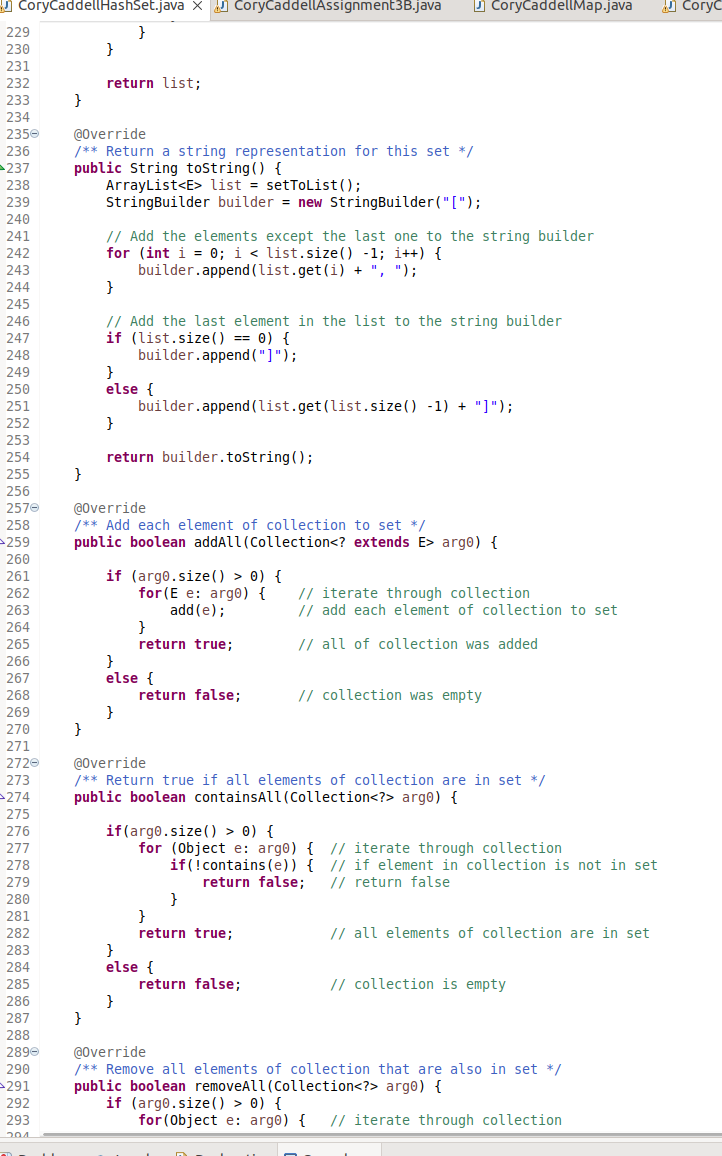 CoryCaddellHashSet.java CoryCaddellAssignment3B.java CoryCaddellMap.java CoryC
229 }
230 }
231
232 return list;
233 }
234
235 @Override
236 /** Return a string representation for this set */
237 public String toString() {
238 ArrayList<E> list = setToList();
239 StringBuilder builder = new StringBuilder("[");
240
241 // Add the elements except the last one to the string builder
242 for (int i = 0; i < list.size() -1; i++) {
243 builder.append(list.get(i) + ", ");
244 }
245
246 // Add the last element in the list to the string builder
247 if (list.size() == 0) {
248 builder.append("]");
249 }
250 else {
251 builder.append(list.get(list.size() -1) + "]");
252 }
253
254 return builder.toString();
255 }
256
257 @Override
258 /** Add each element of collection to set */
259 public boolean addAll(Collection<? extends E> arg0) {
260
261 if (arg0.size() > 0) {
262 for(E e: arg0) { // iterate through collection
263 add(e); // add each element of collection to set
264 }
265 return true; // all of collection was added
266 }
267 else {
268 return false; // collection was empty
269 }
270 }
271
272 @Override
273 /** Return true if all elements of collection are in set */
274 public boolean containsAll(Collection<?> arg0) {
275
276 if(arg0.size() > 0) {
277 for (Object e: arg0) { // iterate through collection
278 if(!contains(e)) { // if element in collection is not in set
279 return false; // return false
280 }
281 }
282 return true; // all elements of collection are in set
283 }
284 else {
285 return false; // collection is empty
286 }
287 }
288
289 @Override
290 /** Remove all elements of collection that are also in set */
291 public boolean removeAll(Collection<?> arg0) {
292 if (arg0.size() > 0) {
293 for(Object e: arg0) { // iterate through collection
294